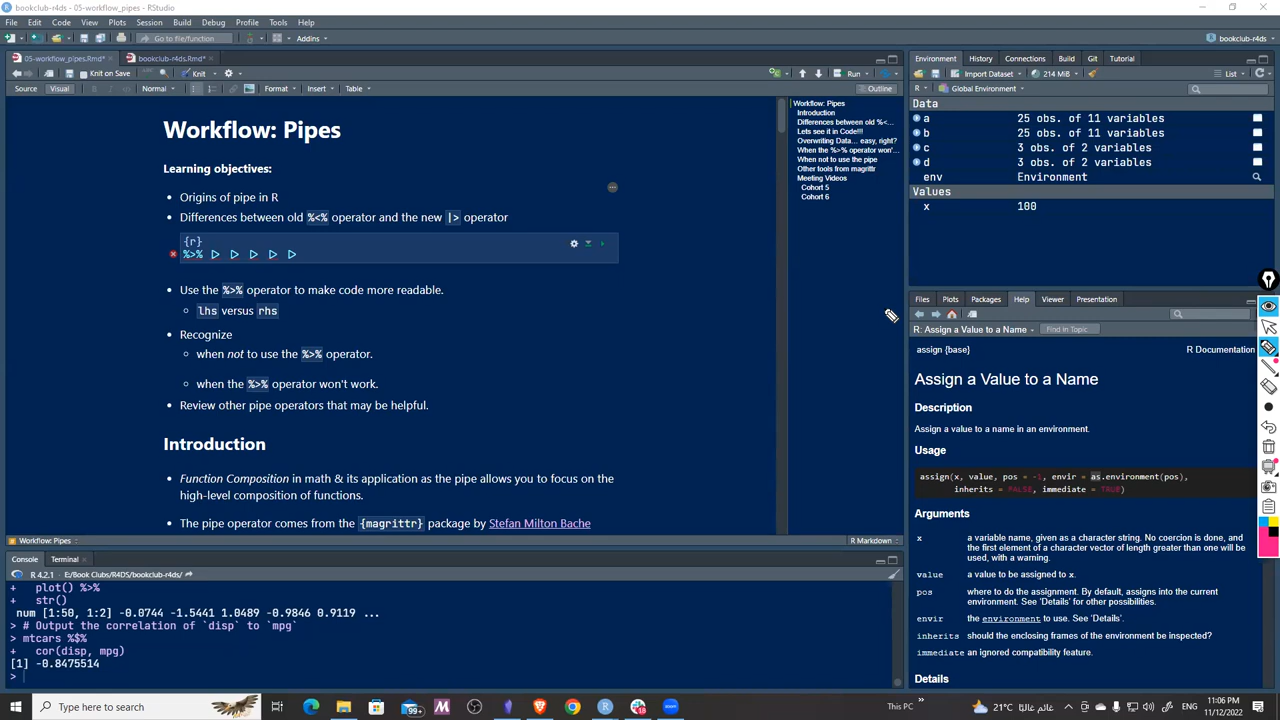 bookclub-r4ds - 05-workflow_pipes - RStudio
File Edit Code View Plots Session Build Debug Profile Tools Help
Go to file/function Addins bookclub-r4ds
05-workflow_pipes.Rmd* bookclub-r4ds.Rmd*
Knit on Save Knit Run
Source Visual B I Normal Format Insert Table Outline
Workflow: Pipes
Learning objectives:
Origins of pipe in R
Differences between old %<% operator and the new |> operator
{r}
%>% ▷ ▷ ▷ ▷ ▷
Use the %>% operator to make code more readable.
lhs versus rhs
Recognize
when not to use the %>% operator.
when the %>% operator won't work.
Review other pipe operators that may be helpful.
Introduction
Function Composition in math & its application as the pipe allows you to focus on the
high-level composition of functions.
The pipe operator comes from the {magrittr} package by Stefan Milton Bache
Workflow: Pipes R Markdown
Workflow: Pipes
Introduction
Differences between old %<...
Lets see it in Code!!!
Overwriting Data... easy, right?
When the %>% operator won'...
When not to use the pipe
Other tools from magrittr
Meeting Videos
Cohort 5
Cohort 6
Console Terminal
R 4.2.1 · E:/Book Clubs/R4DS/bookclub-r4ds/
+ plot() %>%
+ str()
num [1:50, 1:2] -0.0744 -1.5441 1.0489 -0.9846 0.9119 ...
> # Output the correlation of `disp` to `mpg`
> mtcars %$%
+ cor(disp, mpg)
[1] -0.8475514
>
Environment History Connections Build Git Tutorial
Import Dataset 214 MiB List
R Global Environment
Data
a 25 obs. of 11 variables
b 25 obs. of 11 variables
c 3 obs. of 2 variables
d 3 obs. of 2 variables
env Environment
Values
x 100
Files Plots Packages Help Viewer Presentation
R: Assign a Value to a Name Find in Topic
assign {base} R Documentation
Assign a Value to a Name
Description
Assign a value to a name in an environment.
Usage
assign(x, value, pos = -1, envir = as.environment(pos),
inherits = FALSE, immediate = TRUE)
Arguments
x a variable name, given as a character string. No coercion is done, and
the first element of a character vector of length greater than one will be
used, with a warning.
value a value to be assigned to x.
pos where to do the assignment. By default, assigns into the current
environment. See 'Details' for other possibilities.
envir the environment to use. See 'Details'.
inherits should the enclosing frames of the environment be inspected?
immediate an ignored compatibility feature.
Details
Type here to search 99+ This PC 21°C غائم غالبًا 11:06 PM
11/12/2022